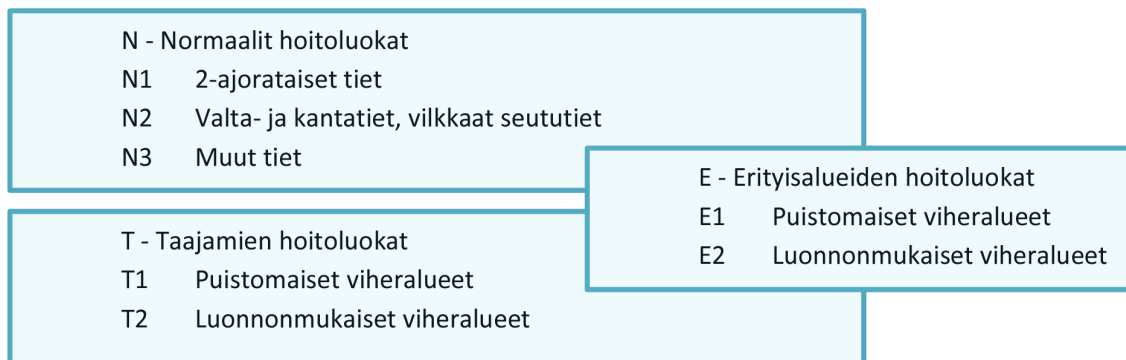 N - Normaalit hoitoluokat
N1 2-ajorataiset tiet
N2 Valta- ja kantatiet, vilkkaat seututiet
N3 Muut tiet
E - Erityisalueiden hoitoluokat
E1 Puistomaiset viheralueet
E2 Luonnonmukaiset viheralueet
T - Taajamien hoitoluokat
T1 Puistomaiset viheralueet
T2 Luonnonmukaiset viheralueet